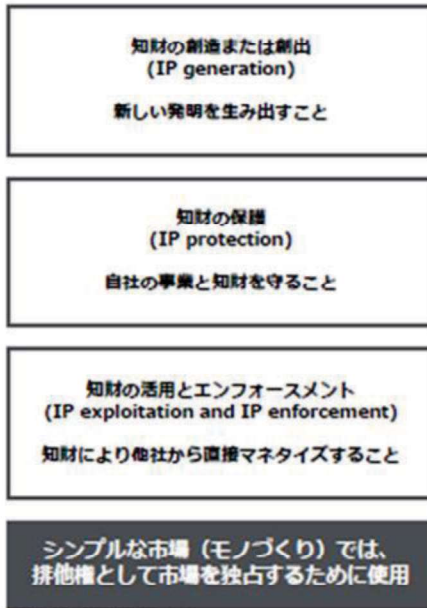 知財の創造または創出
(IP generation)
新しい発明を生み出すこと
知財の保護
(IP protection)
自社の事業と知財を守ること
知財の活用とエンフォースメント
(IP exploitation and IP enforcement)
知財により他社から直接マネタイズすること
シンプルな市場（モノづくり）では、
排他権として市場を独占するために使用